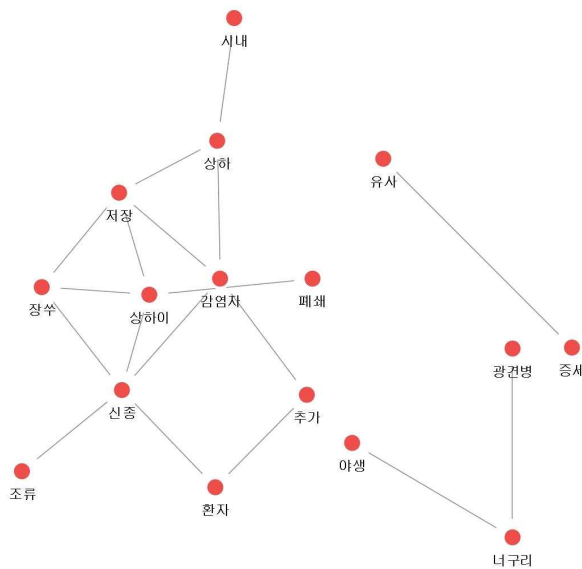 시내
상하
유사
저장
장쑤
상하이
감염차
폐쇄
광견병
증세
신종
추가
야생
조류
환자
너구리